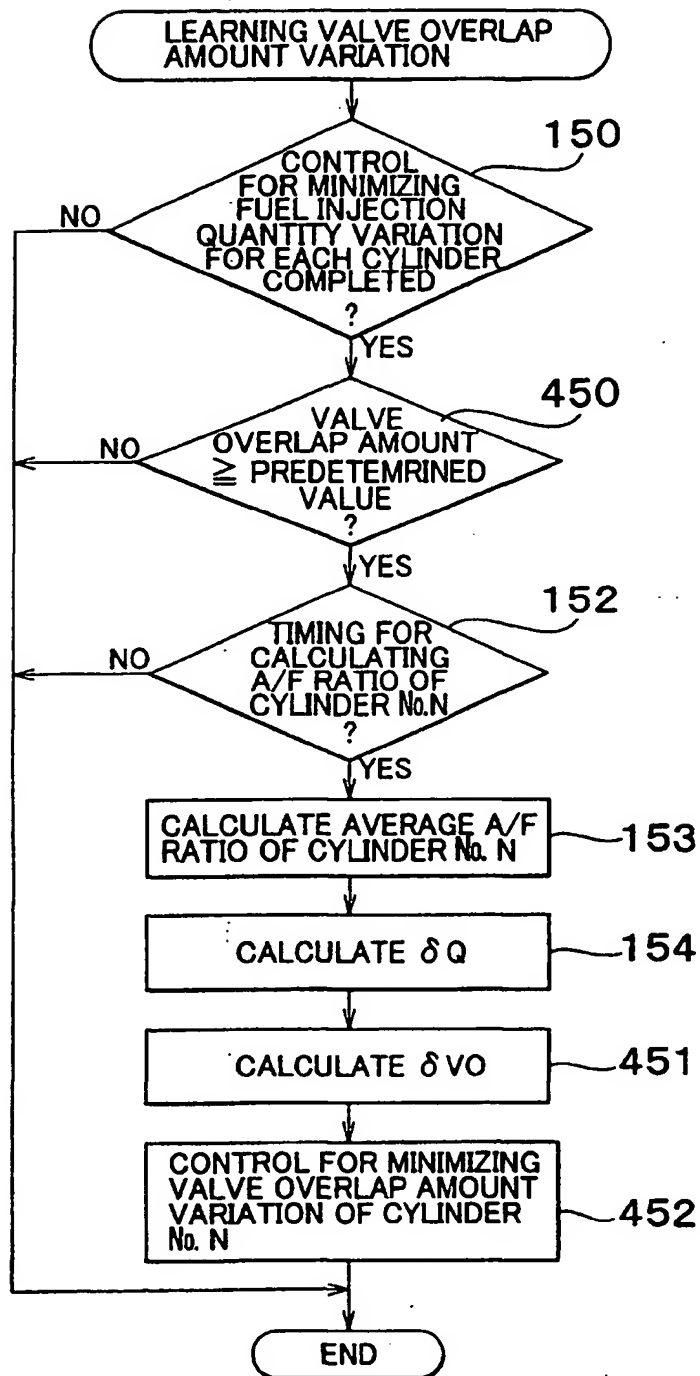 LEARNING VALVE OVERLAP
AMOUNT VARIATION
150
CONTROL
FOR MINIMIZING
FUEL INJECTION
QUANTITY VARIATION
FOR EACH CYLINDER
COMPLETED
?
NO
YES
450
VALVE
OVERLAP AMOUNT
≧ PREDETEMRINED
VALUE
?
NO
YES
152
TIMING FOR
CALCULATING
A/F RATIO OF
CYLINDER No.N
?
NO
YES
CALCULATE AVERAGE A/F
RATIO OF CYLINDER No. N
153
CALCULATE δ Q
154
CALCULATE δ VO
451
CONTROL FOR MINIMIZING
VALVE OVERLAP AMOUNT
VARIATION OF CYLINDER
No. N
452
END